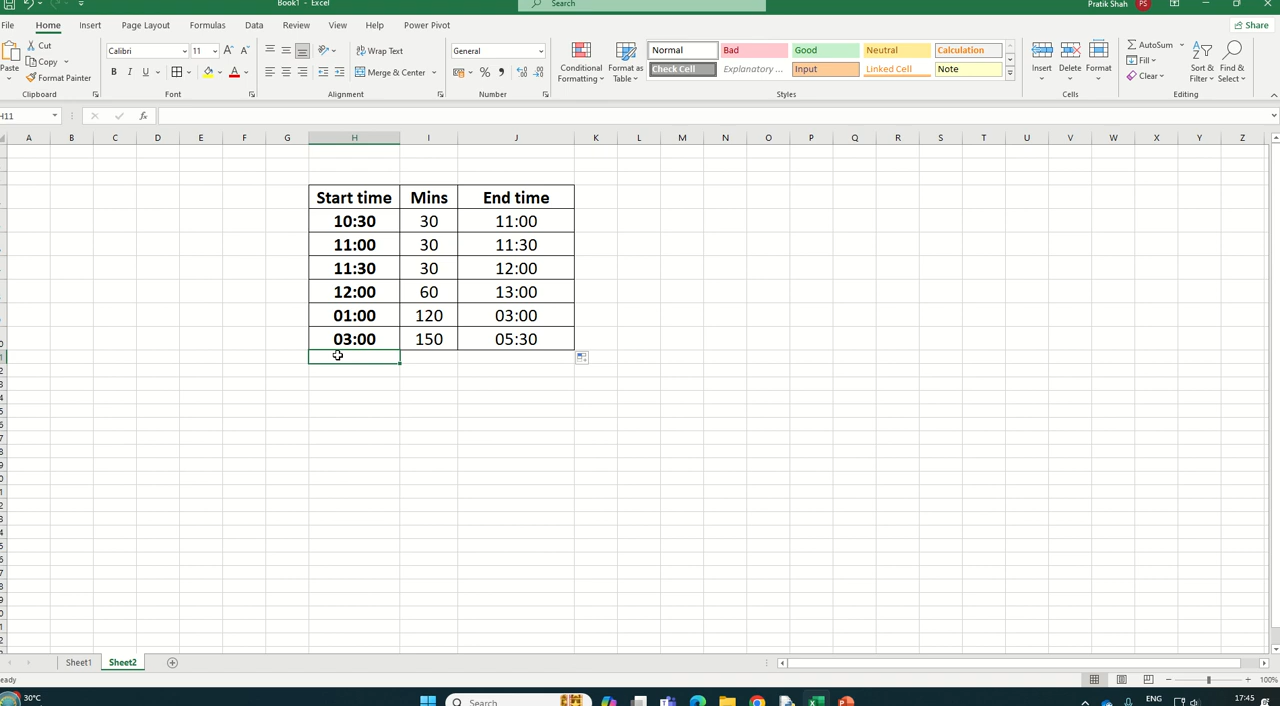 Book1 - Excel
Search
Pratik Shah
PS
File
Home
Insert
Page Layout
Formulas
Data
Review
View
Help
Power Pivot
Share
Paste
Cut
Copy
Format Painter
Clipboard
Calibri
11
A A
B I U
Font
Wrap Text
Merge & Center
Alignment
General
%
Number
Conditional Formatting
Format as Table
Normal Bad Good Neutral Calculation
Check Cell Explanatory ... Input Linked Cell Note
Styles
Insert Delete Format
Cells
AutoSum
Fill
Clear
Sort & Filter
Find & Select
Editing
H11
fx
A B C D E F G H I J K L M N O P Q R S T U V W X Y Z
Start time Mins End time
10:30 30 11:00
11:00 30 11:30
11:30 30 12:00
12:00 60 13:00
01:00 120 03:00
03:00 150 05:30
Sheet1 Sheet2
100%
30°C
Search
ENG
17:45